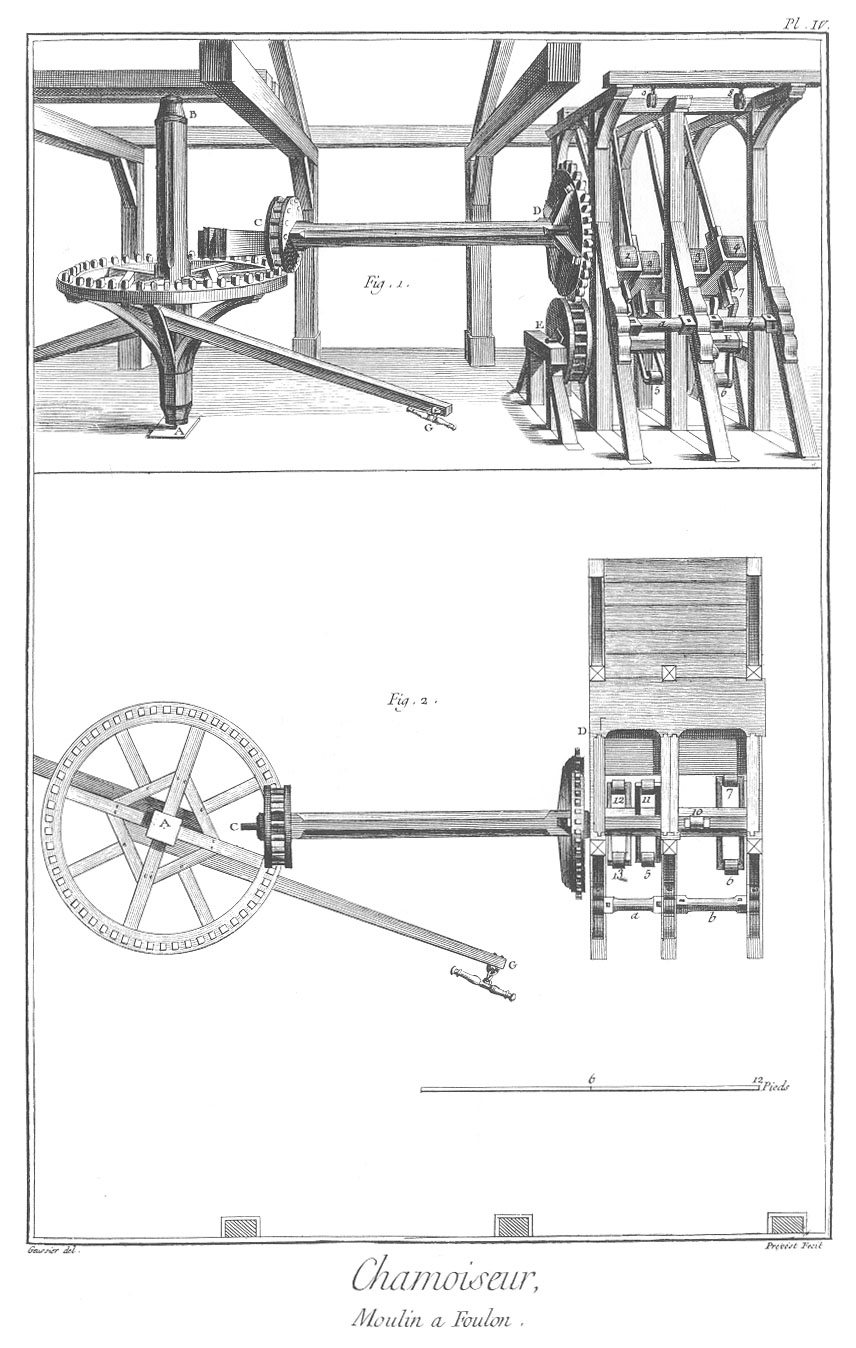 Pl. IV.
B
8 8
C
D
2 1 3 4
Fig. 1.
7
E
a
5 6
G
A
Fig. 2.
D
12 11 7
A
C
10
13 5 6
a b
G
6 12 Pieds
Goussier del.
Prevost Fecit
Chamoiseur,
Moulin a Foulon.